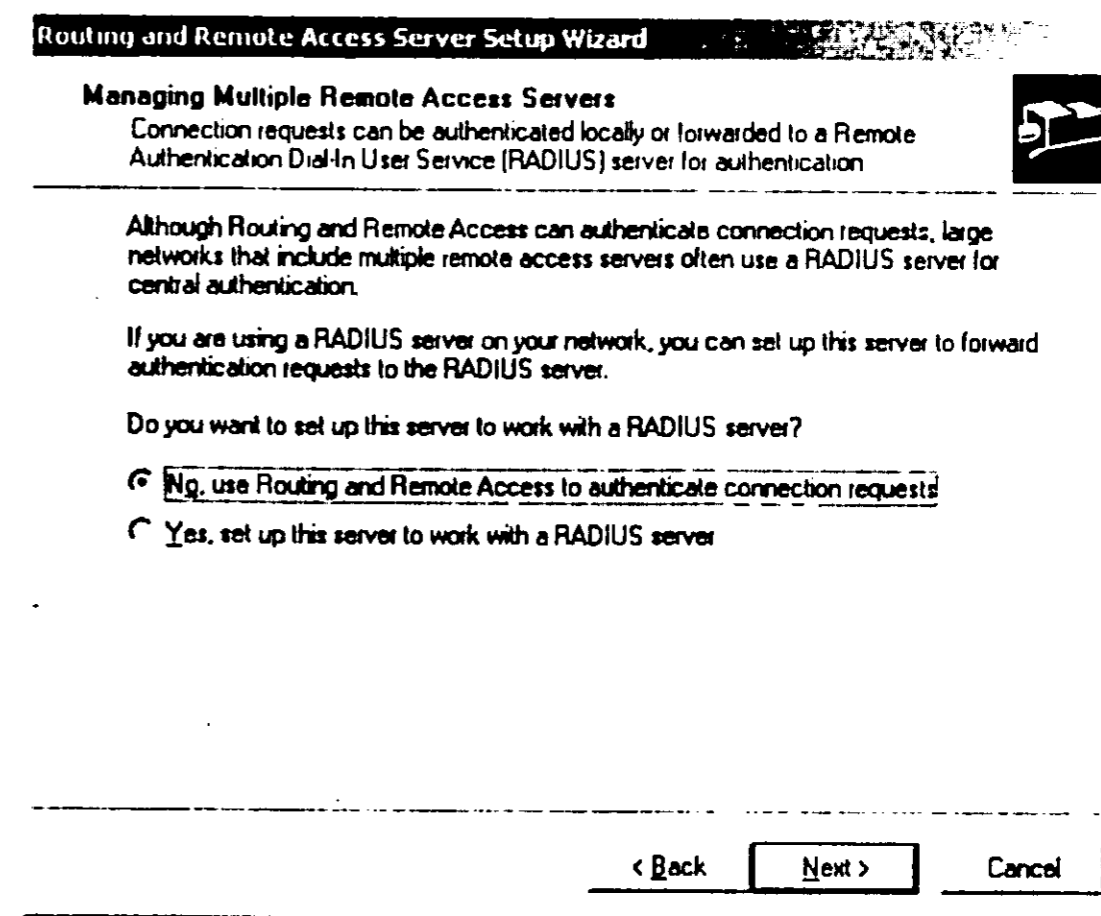 Routing and Remote Access Server Setup Wizard
Managing Multiple Remote Access Servers
Connection requests can be authenticated locally or forwarded to a Remote
Authentication Dial-In User Service (RADIUS) server for authentication
Although Routing and Remote Access can authenticate connection requests, large
networks that include multiple remote access servers often use a RADIUS server for
central authentication.
If you are using a RADIUS server on your network, you can set up this server to forward
authentication requests to the RADIUS server.
Do you want to set up this server to work with a RADIUS server?
No, use Routing and Remote Access to authenticate connection requests
Yes, set up this server to work with a RADIUS server
< Back
Next >
Cancel